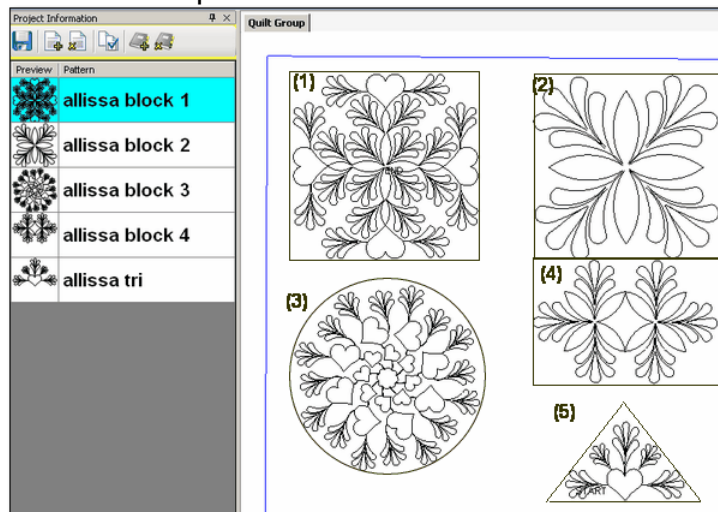 Project Information
Quilt Group
Preview Pattern
allissa block 1
allissa block 2
allissa block 3
allissa block 4
allissa tri
(1)
END
(2)
(3)
(4)
(5)
START